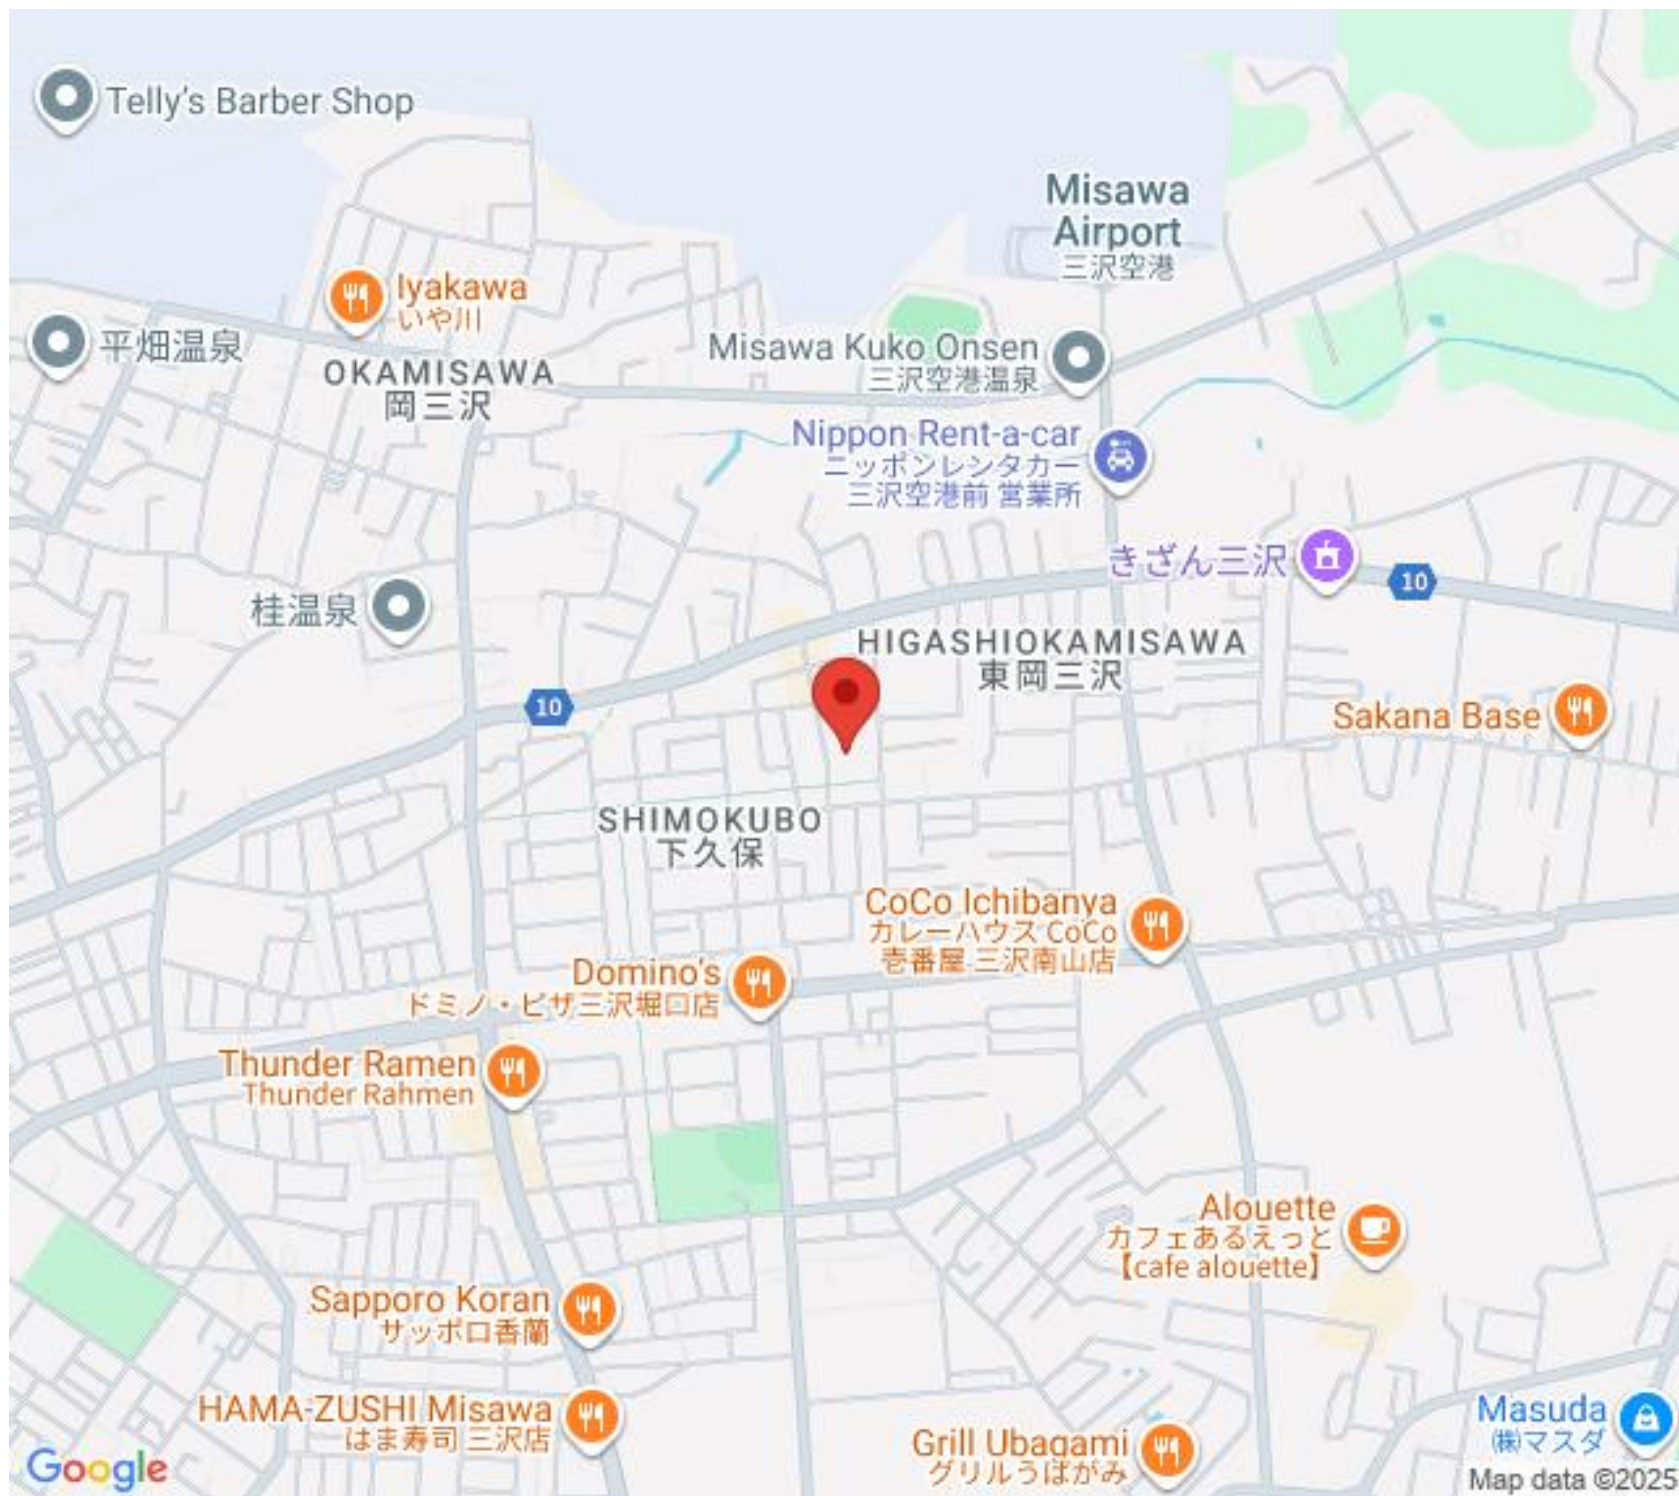 Telly's Barber Shop
Misawa
Airport
三沢空港
Iyakawa
いや川
平畑温泉
OKAMISAWA
岡三沢
Misawa Kuko Onsen
三沢空港温泉
Nippon Rent-a-car
ニッポンレンタカー
三沢空港前 営業所
きざん三沢
10
桂温泉
HIGASHIOKAMISAWA
東岡三沢
10
Sakana Base
SHIMOKUBO
下久保
CoCo Ichibanya
カレーハウス CoCo
壱番屋 三沢南山店
Domino's
ドミノ・ピザ三沢堀口店
Thunder Ramen
Thunder Rahmen
Alouette
カフェあるえっと
【cafe alouette】
Sapporo Koran
サッポロ香蘭
HAMA-ZUSHI Misawa
はま寿司 三沢店
Grill Ubagami
グリルうばがみ
Masuda
㈱マスダ
Google
Map data ©2025